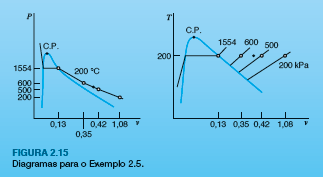 P
C.P.
1554
200 °C
600
500
200
0,13
0,42
1,08
v
0,35
T
C.P.
1554
600
500
200
200 kPa
0,13
0,35
0,42
1,08
v
FIGURA 2.15
Diagramas para o Exemplo 2.5.